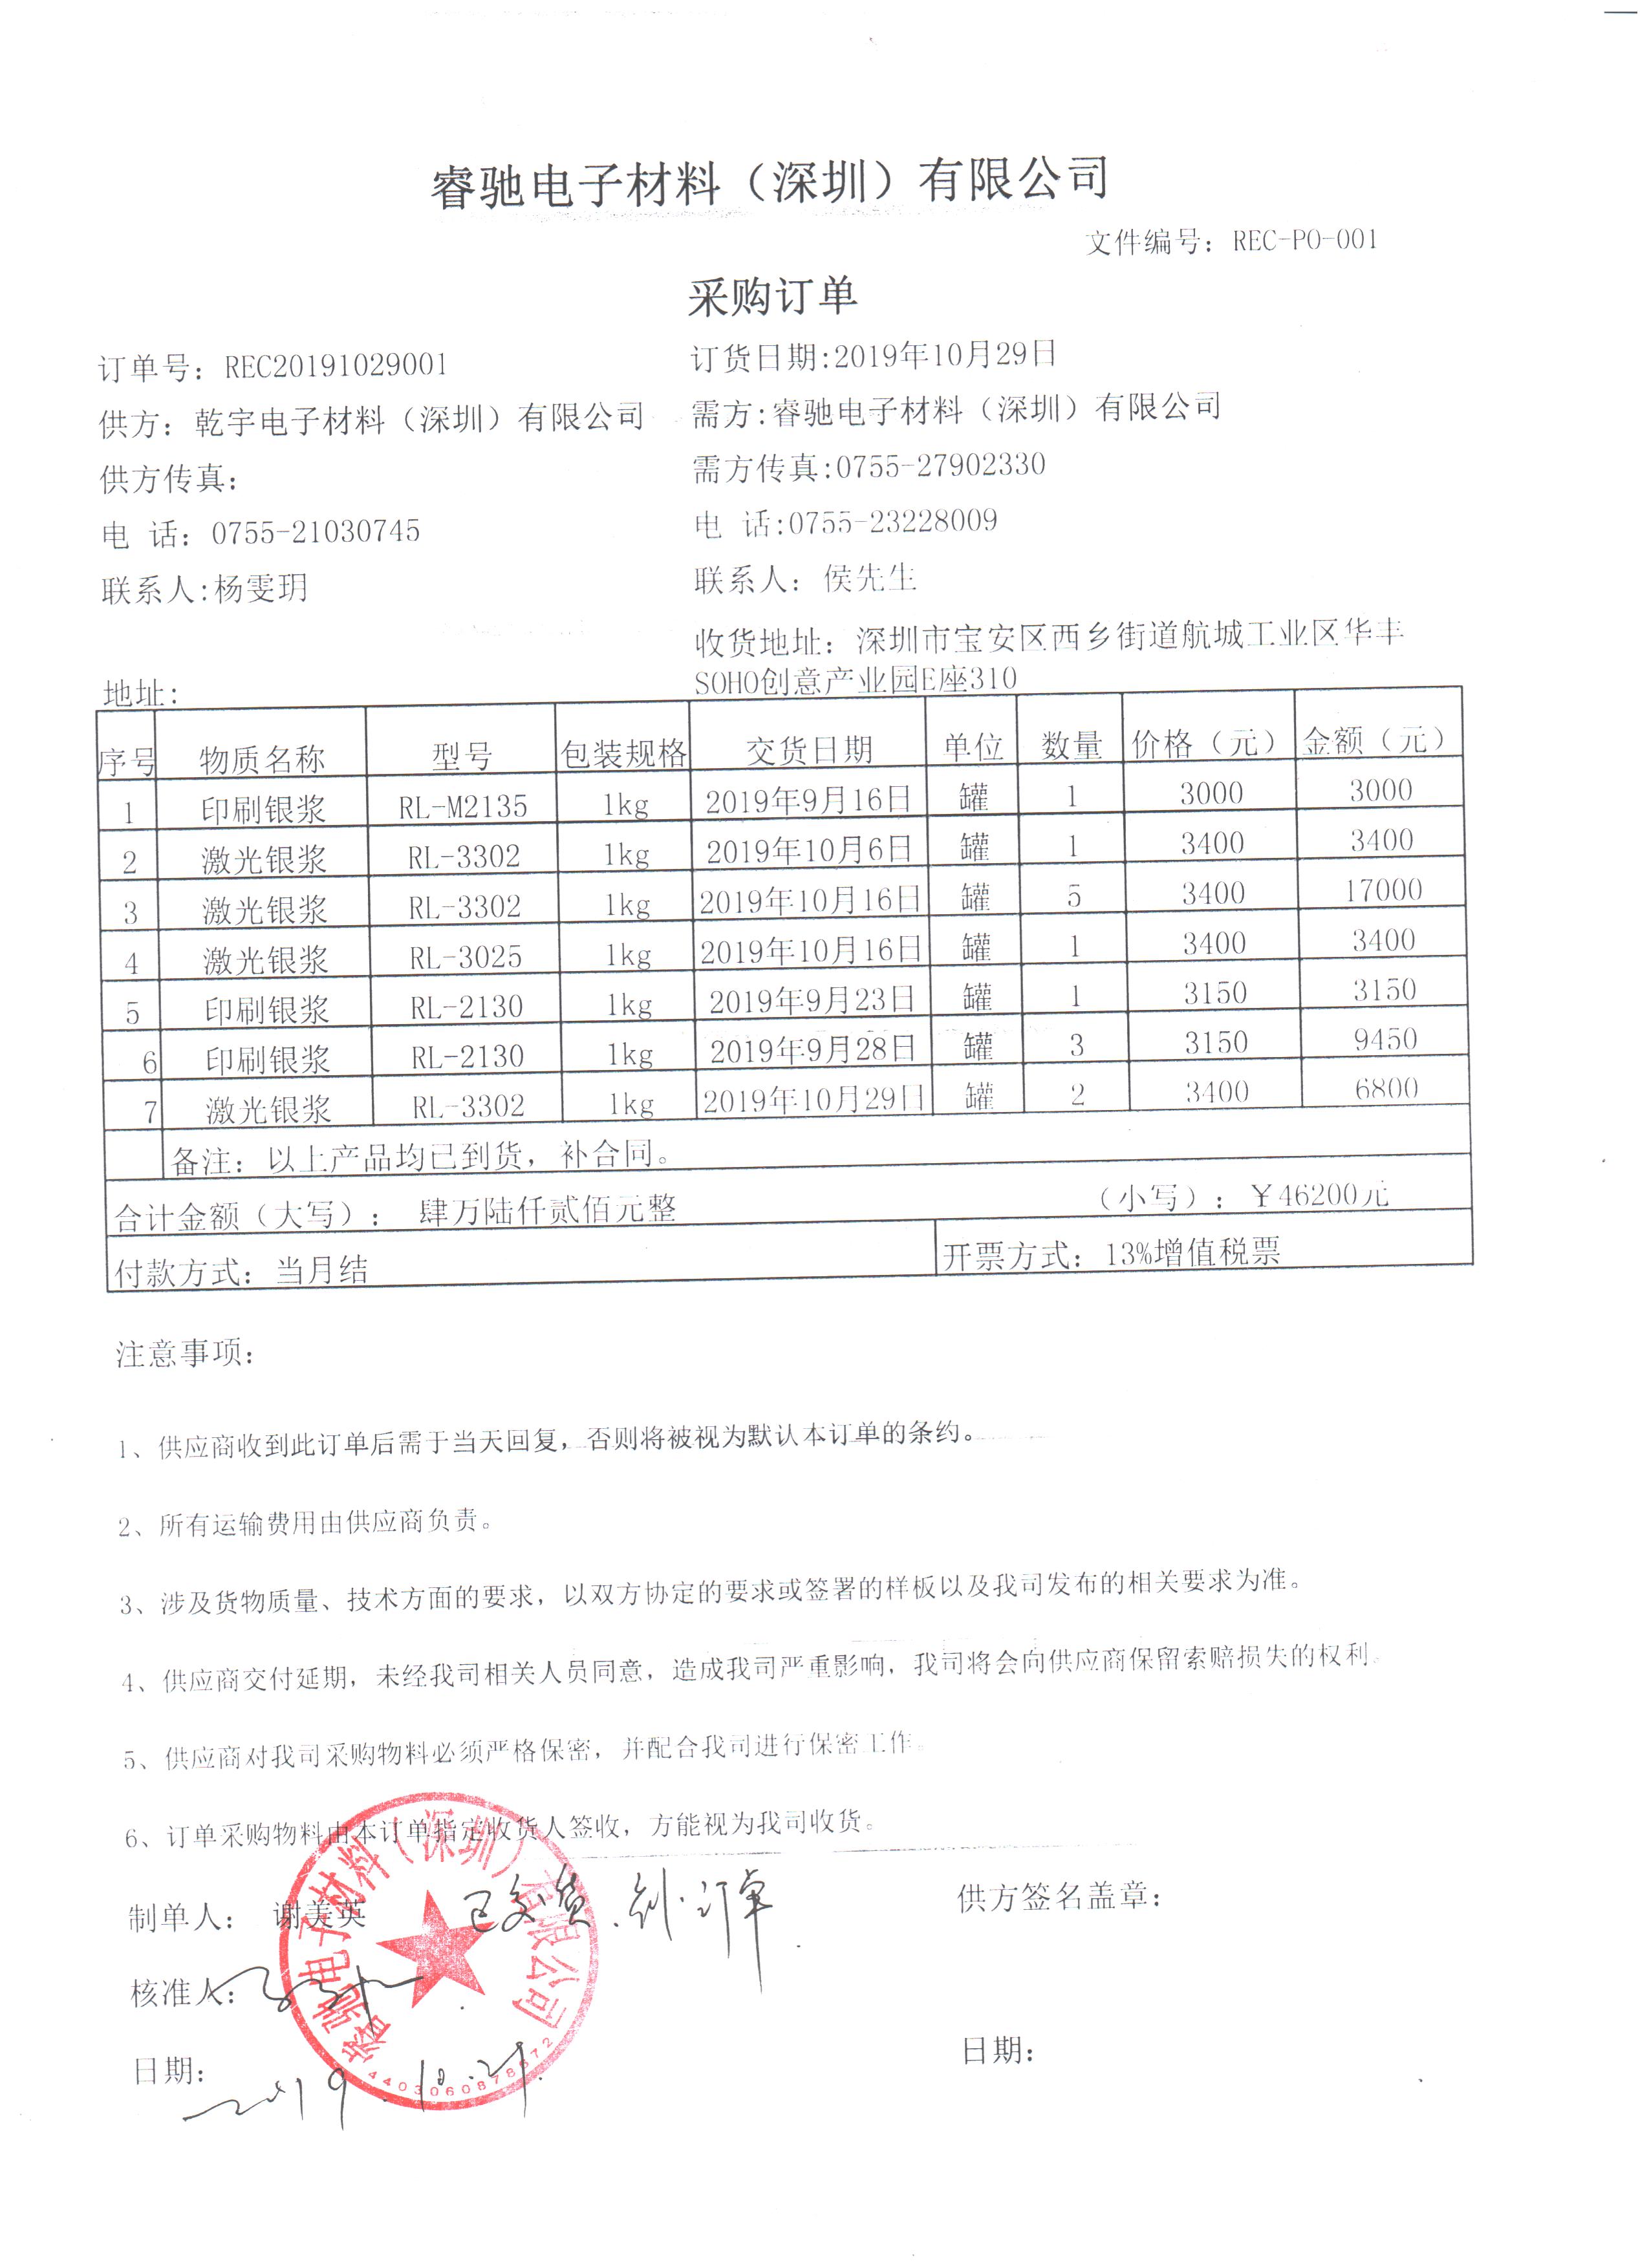 睿驰电子材料（深圳）有限公司
文件编号：REC-PO-001
采购订单
订单号：REC20191029001 订货日期:2019年10月29日
供方：乾宇电子材料（深圳）有限公司 需方:睿驰电子材料（深圳）有限公司
供方传真： 需方传真:0755-27902330
电 话：0755-21030745 电 话:0755-23228009
联系人:杨雯玥 联系人：侯先生
收货地址：深圳市宝安区西乡街道航城工业区华丰
地址: SOHO创意产业园E座310
序号 物质名称 型号 包装规格 交货日期 单位 数量 价格（元） 金额（元）
1 印刷银浆 RL-M2135 1kg 2019年9月16日 罐 1 3000 3000
2 激光银浆 RL-3302 1kg 2019年10月6日 罐 1 3400 3400
3 激光银浆 RL-3302 1kg 2019年10月16日 罐 5 3400 17000
4 激光银浆 RL-3025 1kg 2019年10月16日 罐 1 3400 3400
5 印刷银浆 RL-2130 1kg 2019年9月23日 罐 1 3150 3150
6 印刷银浆 RL-2130 1kg 2019年9月28日 罐 3 3150 9450
7 激光银浆 RL-3302 1kg 2019年10月29日 罐 2 3400 6800
备注：以上产品均已到货，补合同。
合计金额（大写）： 肆万陆仟贰佰元整 （小写）：￥46200元
付款方式：当月结 开票方式：13%增值税票
注意事项：
1、供应商收到此订单后需于当天回复，否则将被视为默认本订单的条约。
2、所有运输费用由供应商负责。
3、涉及货物质量、技术方面的要求，以双方协定的要求或签署的样板以及我司发布的相关要求为准。
4、供应商交付延期，未经我司相关人员同意，造成我司严重影响，我司将会向供应商保留索赔损失的权利。
5、供应商对我司采购物料必须严格保密，并配合我司进行保密工作。
6、订单采购物料由本订单指定收货人签收，方能视为我司收货。
制单人： 谢美英 已交货 订单 供方签名盖章：
核准人：
日期： 2019.10.29 日期：
睿驰电子材料（深圳）有限公司
4403060878672